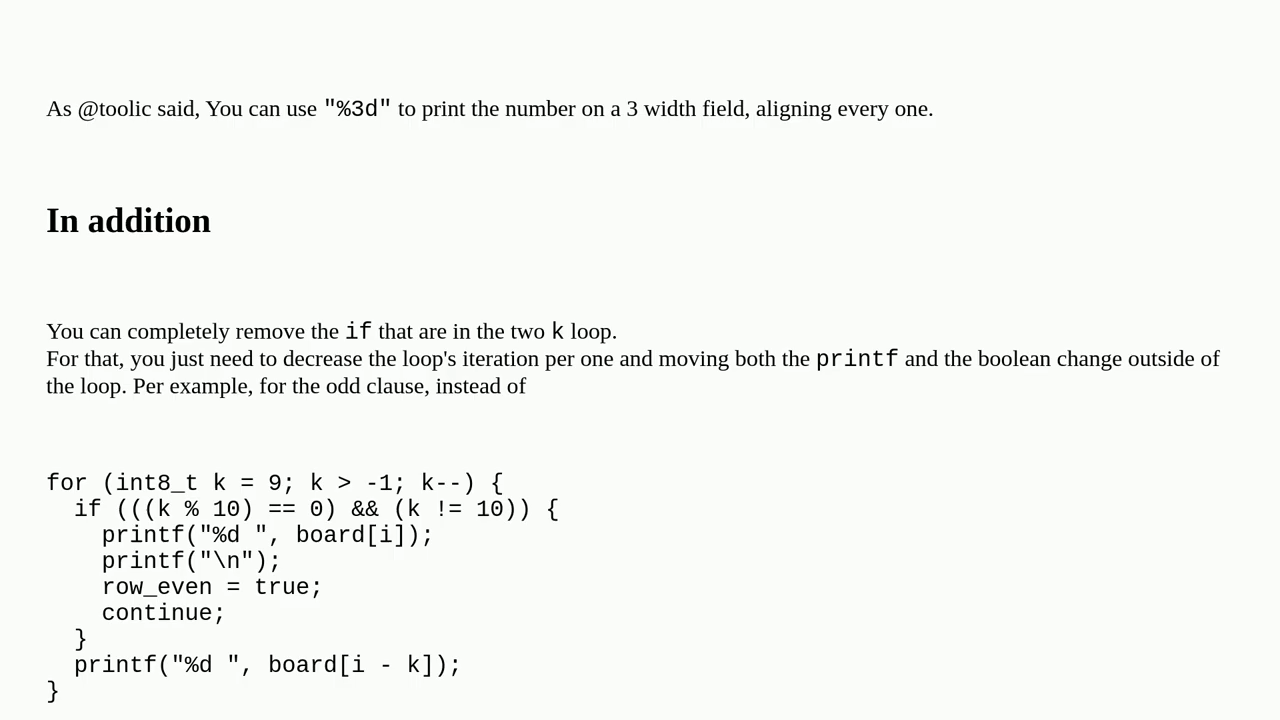 As @toolic said, You can use "%3d" to print the number on a 3 width field, aligning every one.
In addition
You can completely remove the if that are in the two k loop.
For that, you just need to decrease the loop's iteration per one and moving both the printf and the boolean change outside of
the loop. Per example, for the odd clause, instead of
for (int8_t k = 9; k > -1; k--) {
  if (((k % 10) == 0) && (k != 10)) {
    printf("%d ", board[i]);
    printf("\n");
    row_even = true;
    continue;
  }
  printf("%d ", board[i - k]);
}